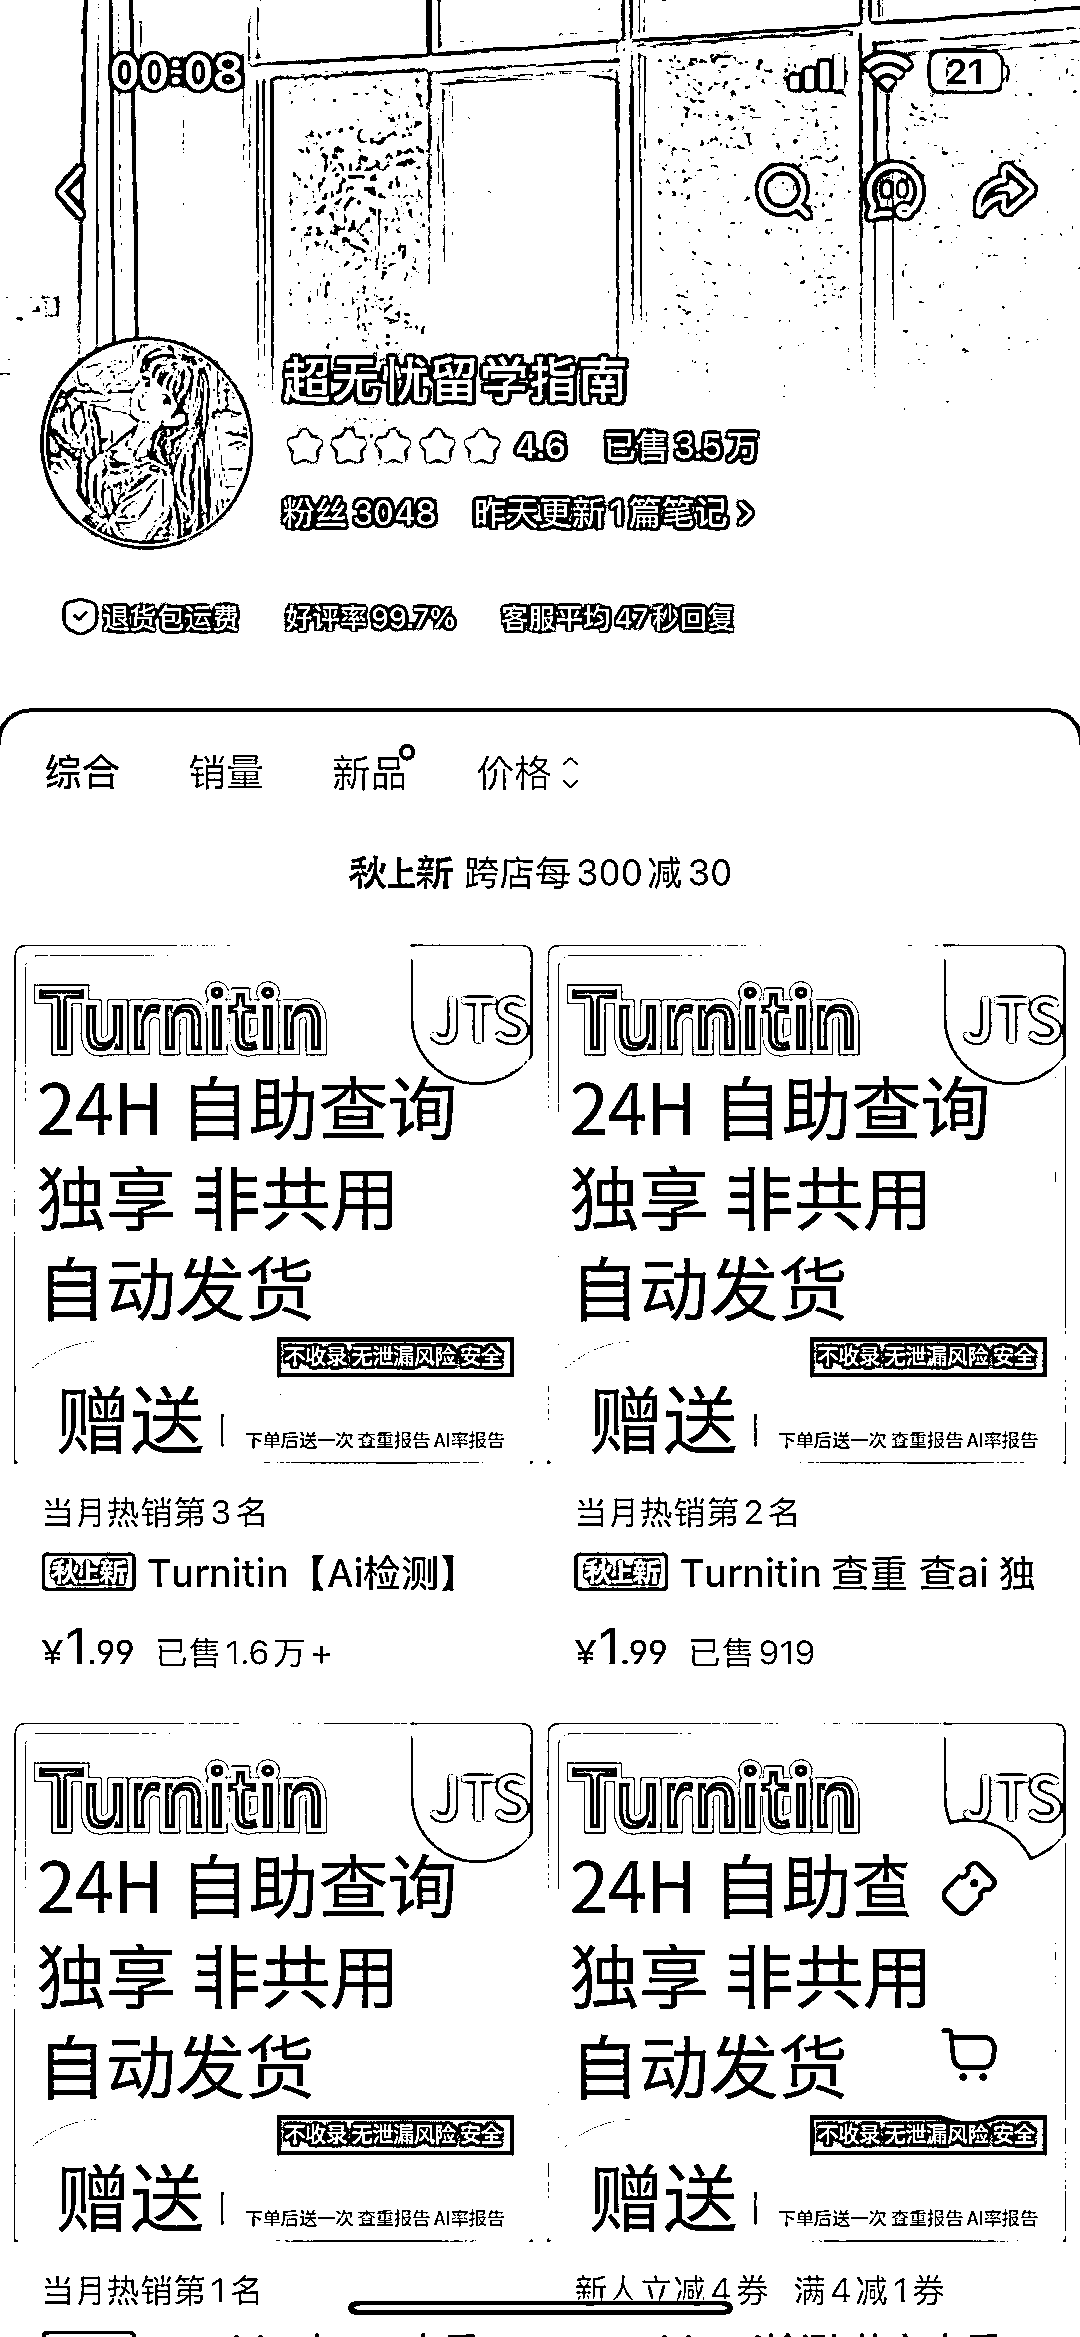 00:08
21
超无忧留学指南
4.6 已售3.5万
粉丝3048 昨天更新1篇笔记 >
退货包运费 好评率99.7% 客服平均47秒回复
综合 销量 新品 价格
秋上新 跨店每300减30
Turnitin JTS
24H 自助查询
独享 非共用
自动发货
不收录 无泄漏风险 安全
赠送 | 下单后送一次 查重报告 AI率报告
当月热销第3名
秋上新 Turnitin【Ai检测】
¥1.99 已售1.6万+
Turnitin JTS
24H 自助查询
独享 非共用
自动发货
不收录 无泄漏风险 安全
赠送 | 下单后送一次 查重报告 AI率报告
当月热销第2名
秋上新 Turnitin 查重 查ai 独
¥1.99 已售919
Turnitin JTS
24H 自助查询
独享 非共用
自动发货
不收录 无泄漏风险 安全
赠送 | 下单后送一次 查重报告 AI率报告
当月热销第1名
Turnitin JTS
24H 自助查
独享 非共用
自动发货
不收录 无泄漏风险 安全
赠送 | 下单后送一次 查重报告 AI率报告
新人立减4券 满4减1券